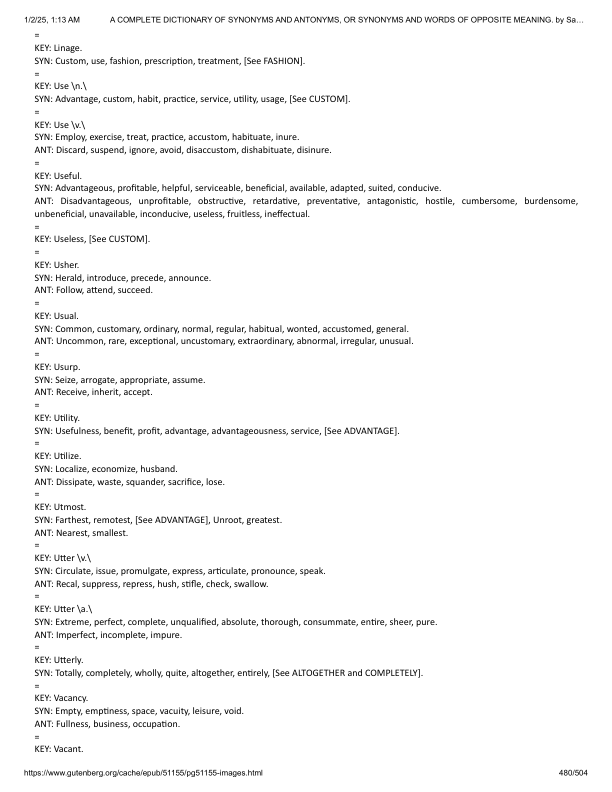 1/2/25, 1:13 AM A COMPLETE DICTIONARY OF SYNONYMS AND ANTONYMS, OR SYNONYMS AND WORDS OF OPPOSITE MEANING. by Sa…
=
KEY: Linage.
SYN: Custom, use, fashion, prescription, treatment, [See FASHION].
=
KEY: Use \n.\
SYN: Advantage, custom, habit, practice, service, utility, usage, [See CUSTOM].
=
KEY: Use \v.\
SYN: Employ, exercise, treat, practice, accustom, habituate, inure.
ANT: Discard, suspend, ignore, avoid, disaccustom, dishabituate, disinure.
=
KEY: Useful.
SYN: Advantageous, profitable, helpful, serviceable, beneficial, available, adapted, suited, conducive.
ANT: Disadvantageous, unprofitable, obstructive, retardative, preventative, antagonistic, hostile, cumbersome, burdensome,
unbeneficial, unavailable, inconducive, useless, fruitless, ineffectual.
=
KEY: Useless, [See CUSTOM].
=
KEY: Usher.
SYN: Herald, introduce, precede, announce.
ANT: Follow, attend, succeed.
=
KEY: Usual.
SYN: Common, customary, ordinary, normal, regular, habitual, wonted, accustomed, general.
ANT: Uncommon, rare, exceptional, uncustomary, extraordinary, abnormal, irregular, unusual.
=
KEY: Usurp.
SYN: Seize, arrogate, appropriate, assume.
ANT: Receive, inherit, accept.
=
KEY: Utility.
SYN: Usefulness, benefit, profit, advantage, advantageousness, service, [See ADVANTAGE].
=
KEY: Utilize.
SYN: Localize, economize, husband.
ANT: Dissipate, waste, squander, sacrifice, lose.
=
KEY: Utmost.
SYN: Farthest, remotest, [See ADVANTAGE], Unroot, greatest.
ANT: Nearest, smallest.
=
KEY: Utter \v.\
SYN: Circulate, issue, promulgate, express, articulate, pronounce, speak.
ANT: Recal, suppress, repress, hush, stifle, check, swallow.
=
KEY: Utter \a.\
SYN: Extreme, perfect, complete, unqualified, absolute, thorough, consummate, entire, sheer, pure.
ANT: Imperfect, incomplete, impure.
=
KEY: Utterly.
SYN: Totally, completely, wholly, quite, altogether, entirely, [See ALTOGETHER and COMPLETELY].
=
KEY: Vacancy.
SYN: Empty, emptiness, space, vacuity, leisure, void.
ANT: Fullness, business, occupation.
=
KEY: Vacant.
https://www.gutenberg.org/cache/epub/51155/pg51155-images.html 480/504